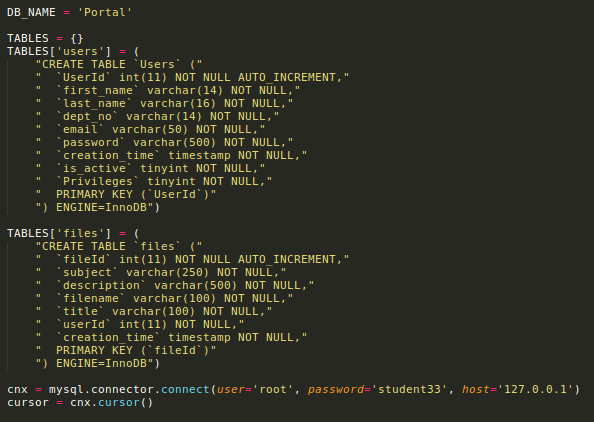 DB_NAME = 'Portal'

TABLES = {}
TABLES['users'] = (
    "CREATE TABLE `Users` ("
    "  `UserId` int(11) NOT NULL AUTO_INCREMENT,"
    "  `first_name` varchar(14) NOT NULL,"
    "  `last_name` varchar(16) NOT NULL,"
    "  `dept_no` varchar(14) NOT NULL,"
    "  `email` varchar(50) NOT NULL,"
    "  `password` varchar(500) NOT NULL,"
    "  `creation_time` timestamp NOT NULL,"
    "  `is_active` tinyint NOT NULL,"
    "  `Privileges` tinyint NOT NULL,"
    "  PRIMARY KEY (`UserId`)"
    ") ENGINE=InnoDB")

TABLES['files'] = (
    "CREATE TABLE `files` ("
    "  `fileId` int(11) NOT NULL AUTO_INCREMENT,"
    "  `subject` varchar(250) NOT NULL,"
    "  `description` varchar(500) NOT NULL,"
    "  `filename` varchar(100) NOT NULL,"
    "  `title` varchar(100) NOT NULL,"
    "  `userId` int(11) NOT NULL,"
    "  `creation_time` timestamp NOT NULL,"
    "  PRIMARY KEY (`fileId`)"
    ") ENGINE=InnoDB")

cnx = mysql.connector.connect(user='root', password='student33', host='127.0.0.1')
cursor = cnx.cursor()